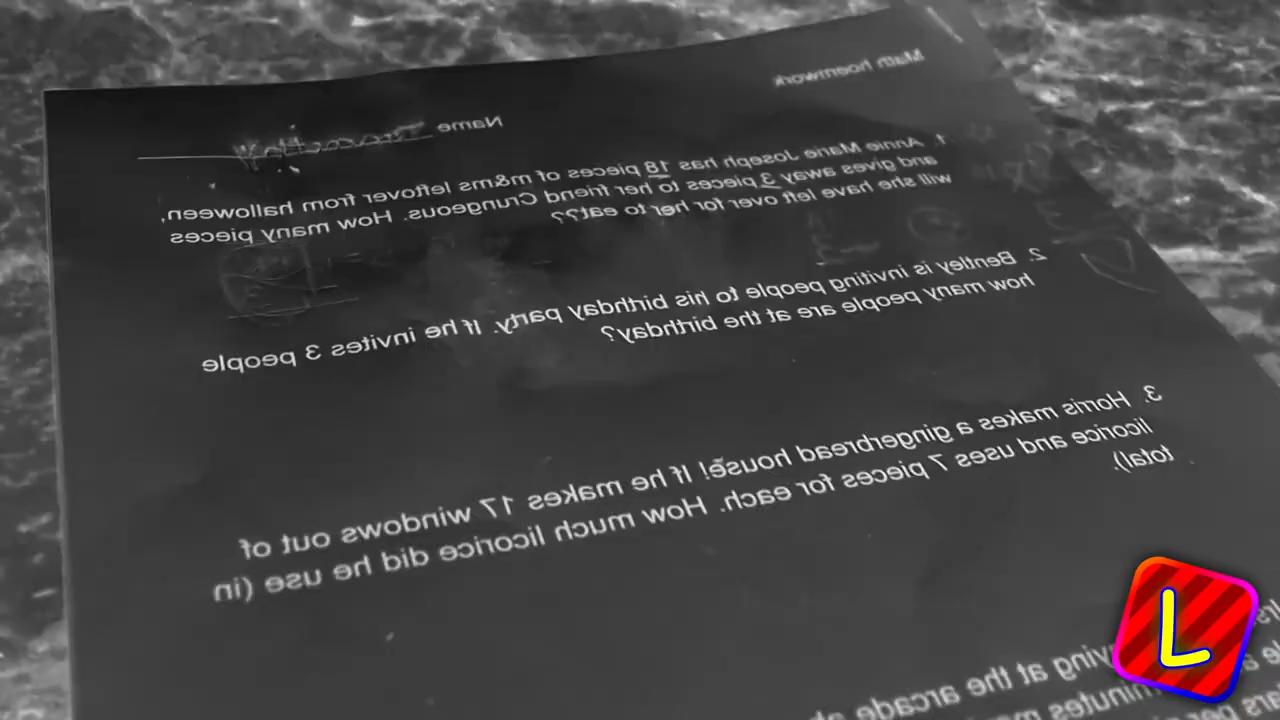 Math hoemwork
Name
1. Annie Marie Joseph has 18 pieces of m&ms leftover from halloween,
and gives away 3 pieces to her friend Crungeous. How many pieces
will she have left over for her to eat??
2. Bentley is inviting people to his birthday party. If he invites 3 people
how many people are at the birthday?
3. Horris makes a gingerbread house! If he makes 17 windows out of
licorice and uses 7 pieces for each. How much licorice did he use (in
total).
at the arcade
minutes
L